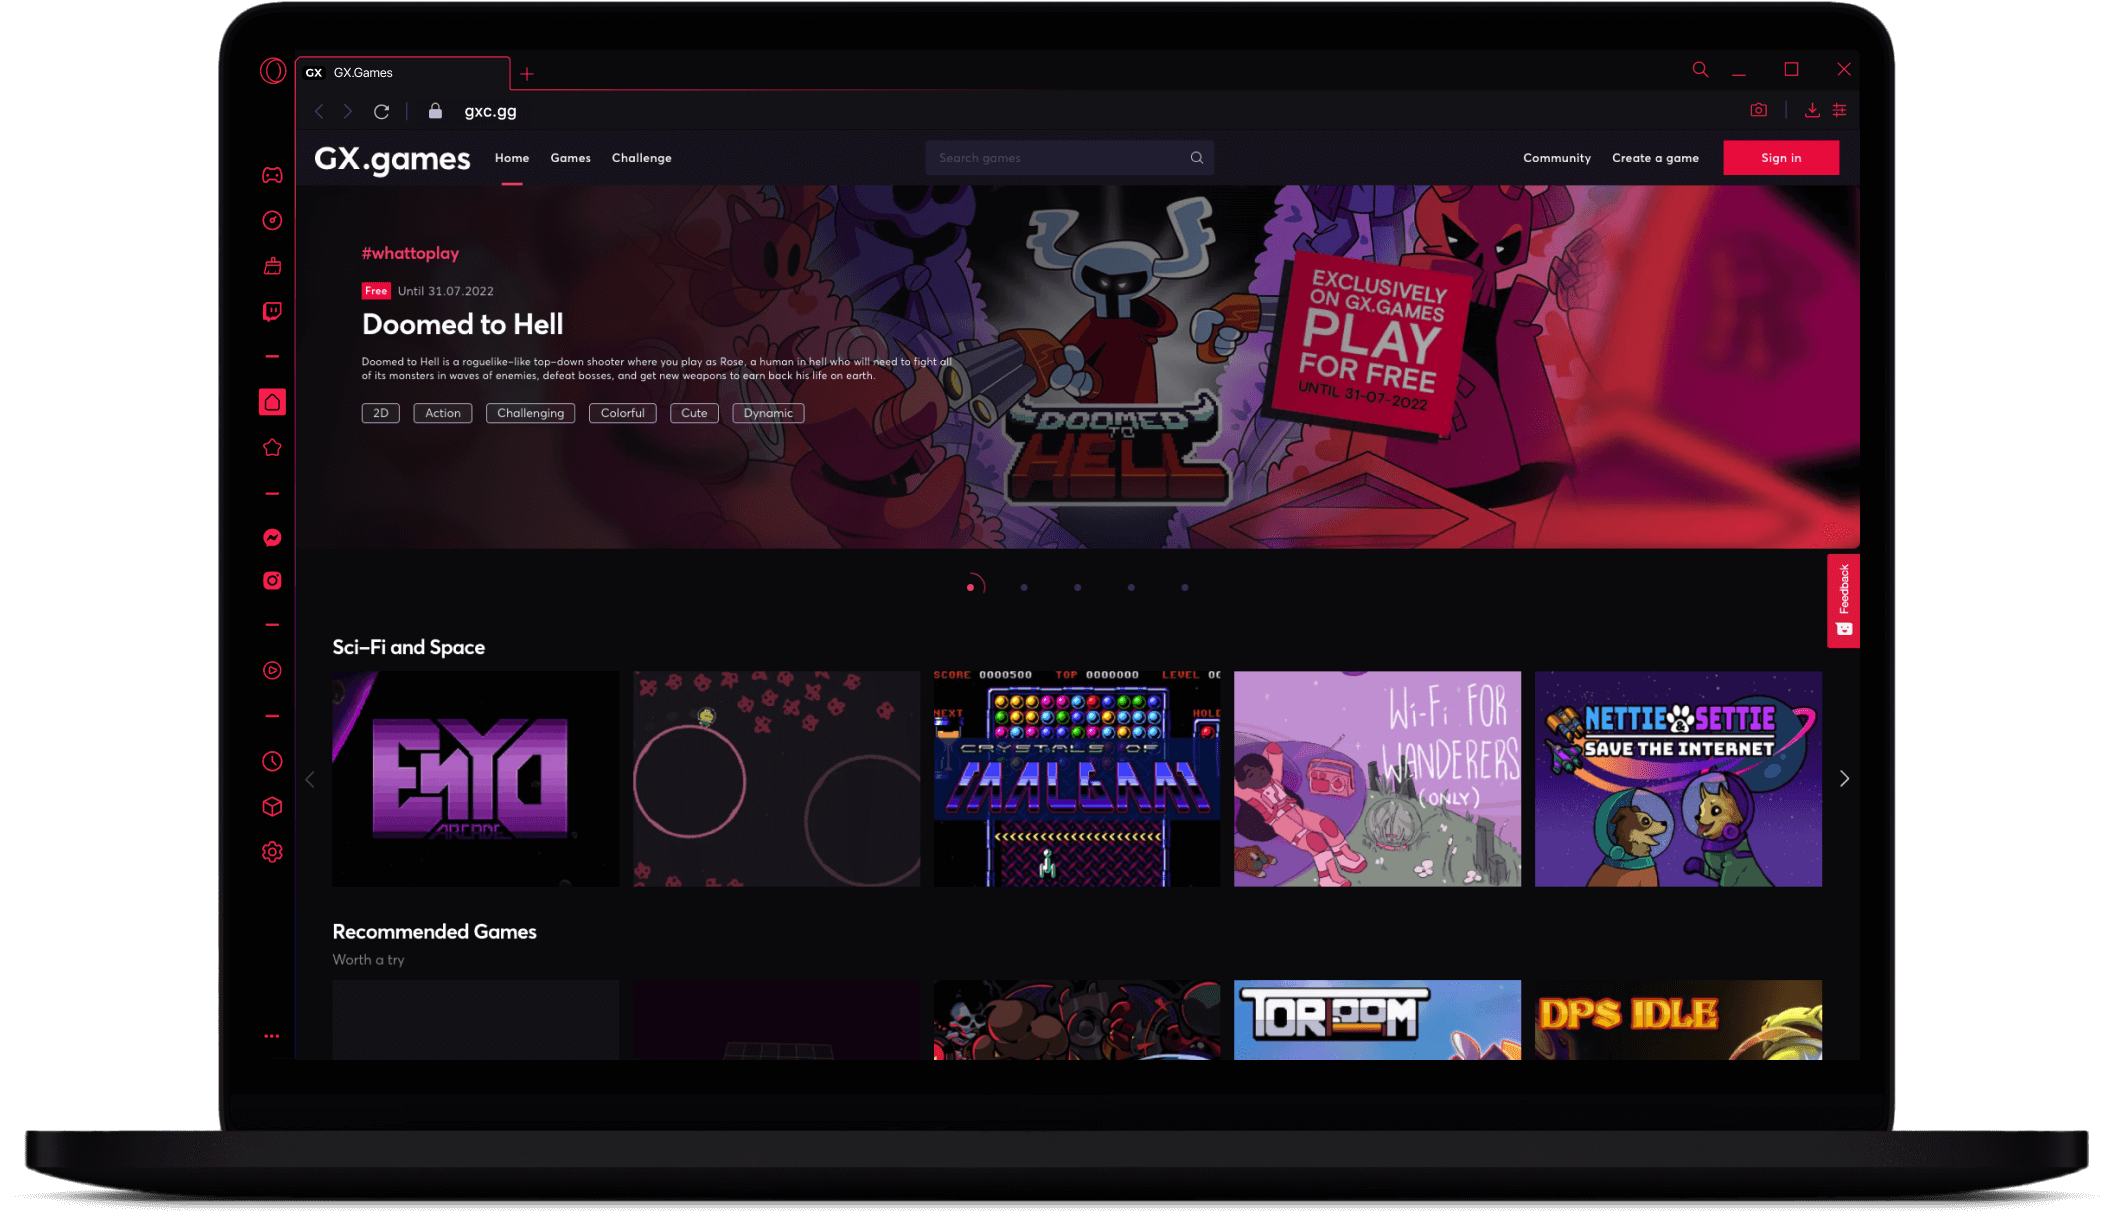 GX GX.Games
gxc.gg
GX.games
Home
Games
Challenge
Search games
Community
Create a game
Sign in
#whattoplay
Free Until 31.07.2022
Doomed to Hell
Doomed to Hell is a roguelike-like top-down shooter where you play as Rose, a human in hell who will need to fight all
of its monsters in waves of enemies, defeat bosses, and get new weapons to earn back his life on earth.
2D
Action
Challenging
Colorful
Cute
Dynamic
DOOMED
TO
HELL
EXCLUSIVELY
ON GX.GAMES
PLAY
FOR FREE
UNTIL 31-07-2022
Feedback
Sci-Fi and Space
ENYO
ARCADE
SCORE 0000500 TOP 0000000 LEVEL
NEXT
HOLD
CRYSTALS OF
Wi-Fi FOR
WANDERERS
(ONLY)
NETTIE & SETTIE
SAVE THE INTERNET
Recommended Games
Worth a try
TOROOM
DPS IDLE